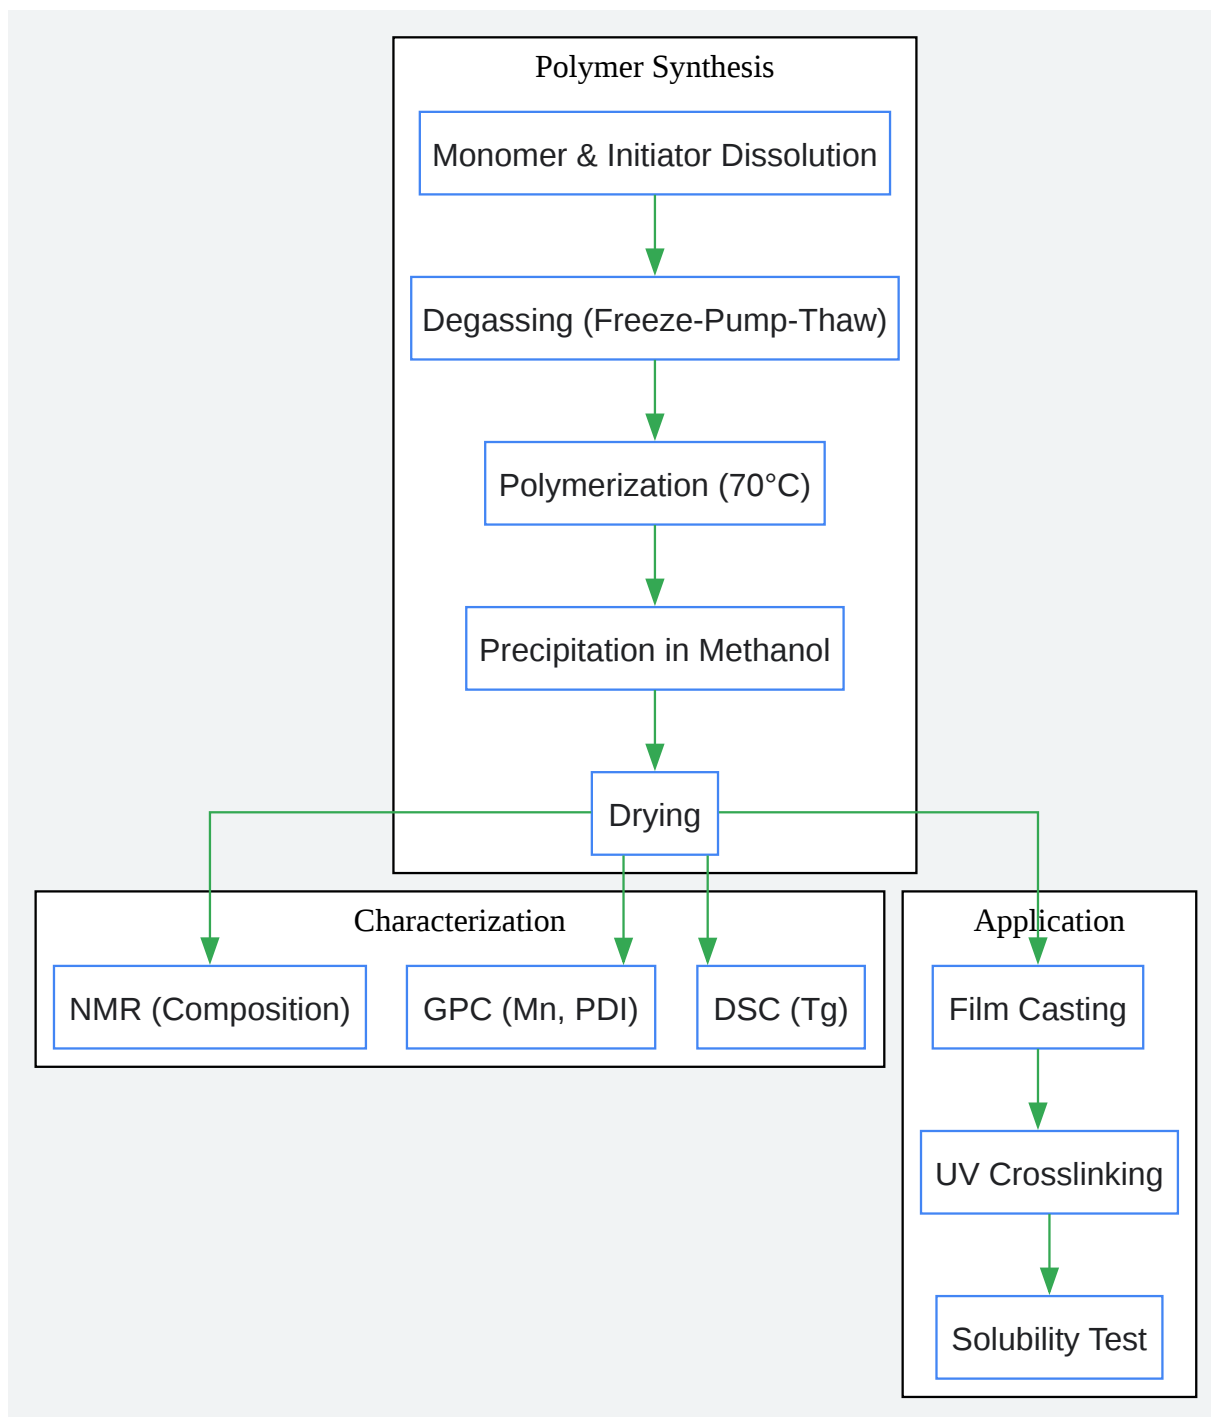 Polymer Synthesis
Monomer & Initiator Dissolution
Degassing (Freeze-Pump-Thaw)
Polymerization (70°C)
Precipitation in Methanol
Drying
Characterization
NMR (Composition)
GPC (Mn, PDI)
DSC (Tg)
Application
Film Casting
UV Crosslinking
Solubility Test